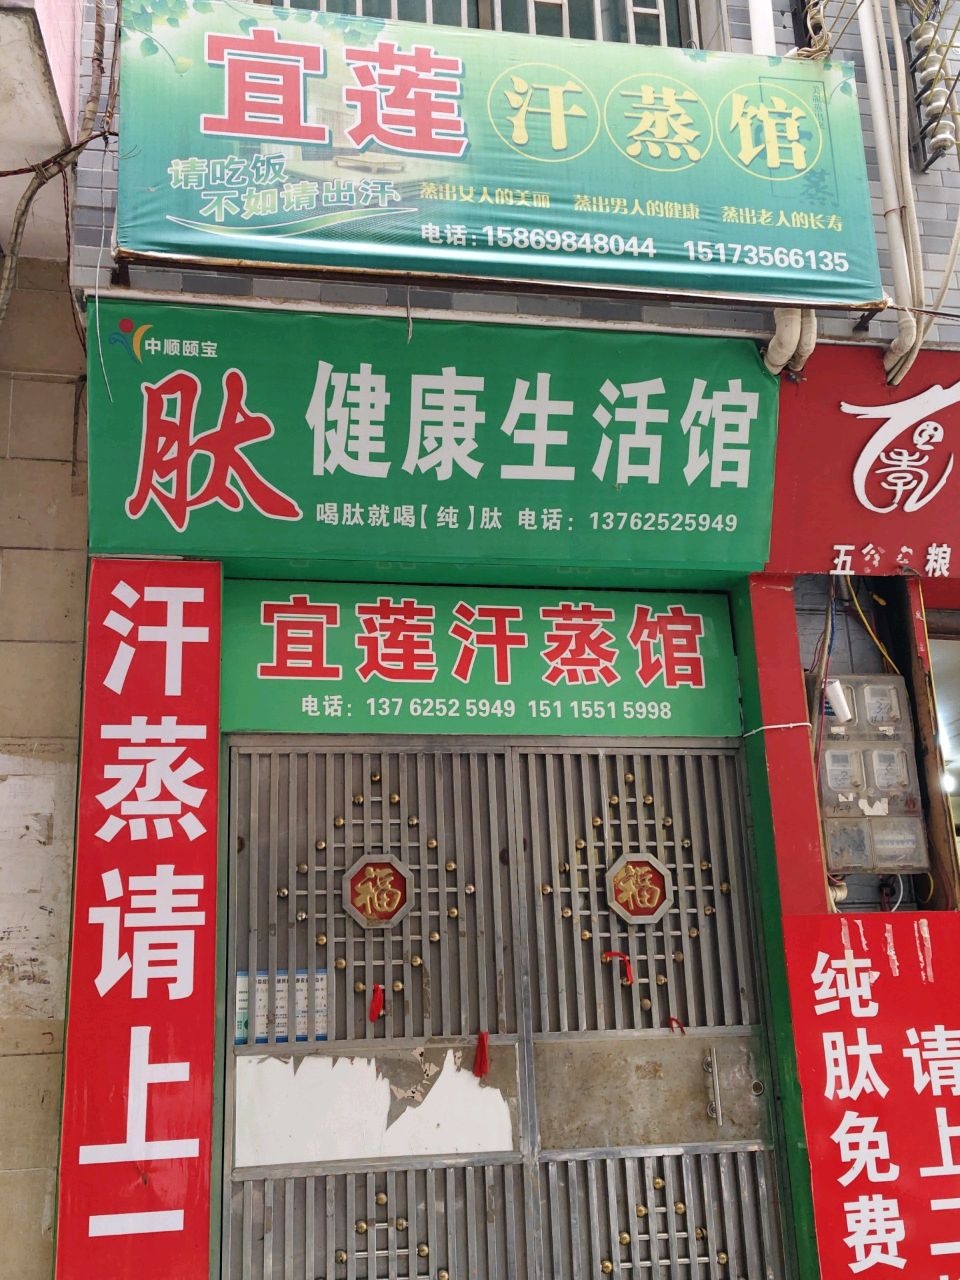 宜莲汗蒸馆
请吃饭
不如请出汗
蒸出女人的美丽 蒸出男人的健康 蒸出老人的长寿
电话:15869848044 15173566135
蒸
中顺颐宝
肽健康生活馆
喝肽就喝【纯】肽 电话: 13762525949
宜莲汗蒸馆
电话: 137 6252 5949 151 1551 5998
汗蒸请上二
福 福
五谷 粮
纯肽免费
请上二